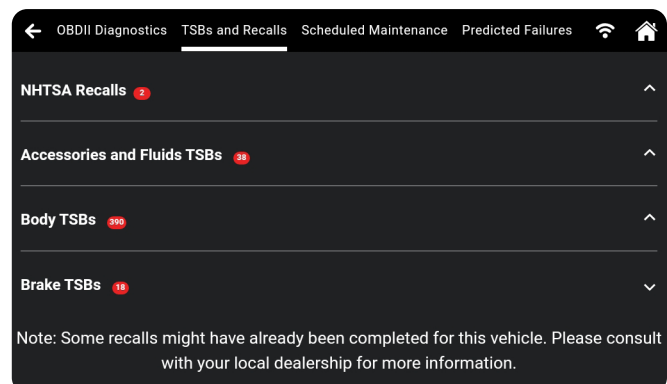 OBDII Diagnostics TSBs and Recalls Scheduled Maintenance Predicted Failures
NHTSA Recalls 2
Accessories and Fluids TSBs 38
Body TSBs 390
Brake TSBs 18
Note: Some recalls might have already been completed for this vehicle. Please consult
with your local dealership for more information.